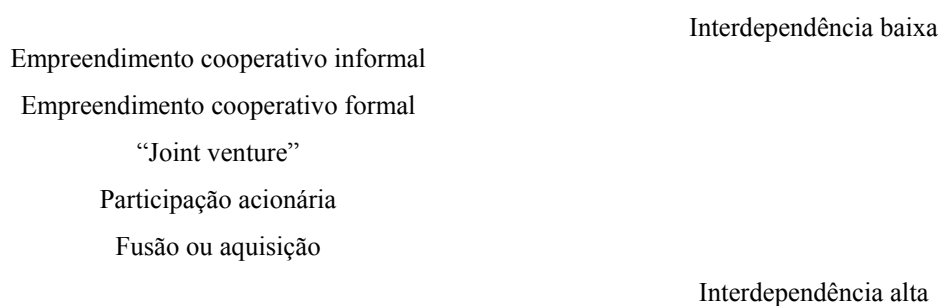 Interdependência baixa
Empreendimento cooperativo informal
Empreendimento cooperativo formal
“Joint venture”
Participação acionária
Fusão ou aquisição
Interdependência alta